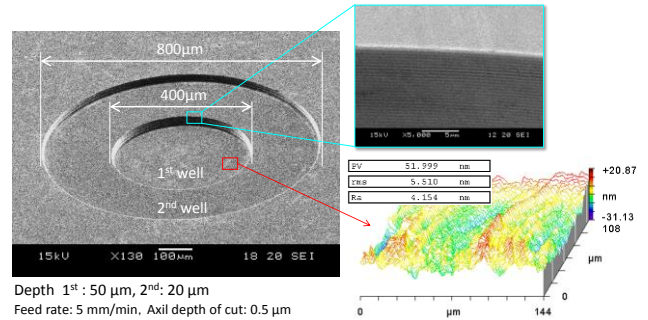 800μm
400μm
1st well
2nd well
15kV X130 100μm 18 20 SEI
15kV X5,000 5μm 12 20 SEI
PV 51.999 nm
rms 5.510 nm
Ra 4.154 nm
+20.87
nm
-31.13
108
μm
0
0 μm 144
Depth 1st : 50 μm, 2nd: 20 μm
Feed rate: 5 mm/min, Axil depth of cut: 0.5 μm